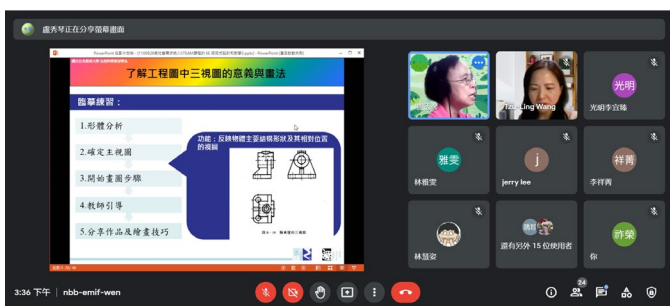 盧秀琴正在分享螢幕畫面
了解工程圖中三視圖的意義與畫法
臨摹練習：
1.形體分析
2.確定主視圖
3.開始畫圖步驟
4.教師引導
5.分享作品及繪畫技巧
功能：反映物體主要結構形狀及其相對位置
的視圖
Tzu-Ling Wang
光明
光明李宜臻
雅雯
林雅雯
j
jerry lee
祥菁
李祥菁
林慧姿
還有另外 15 位使用者
祚榮
你
3:36 下午 | nbb-emif-wen
24